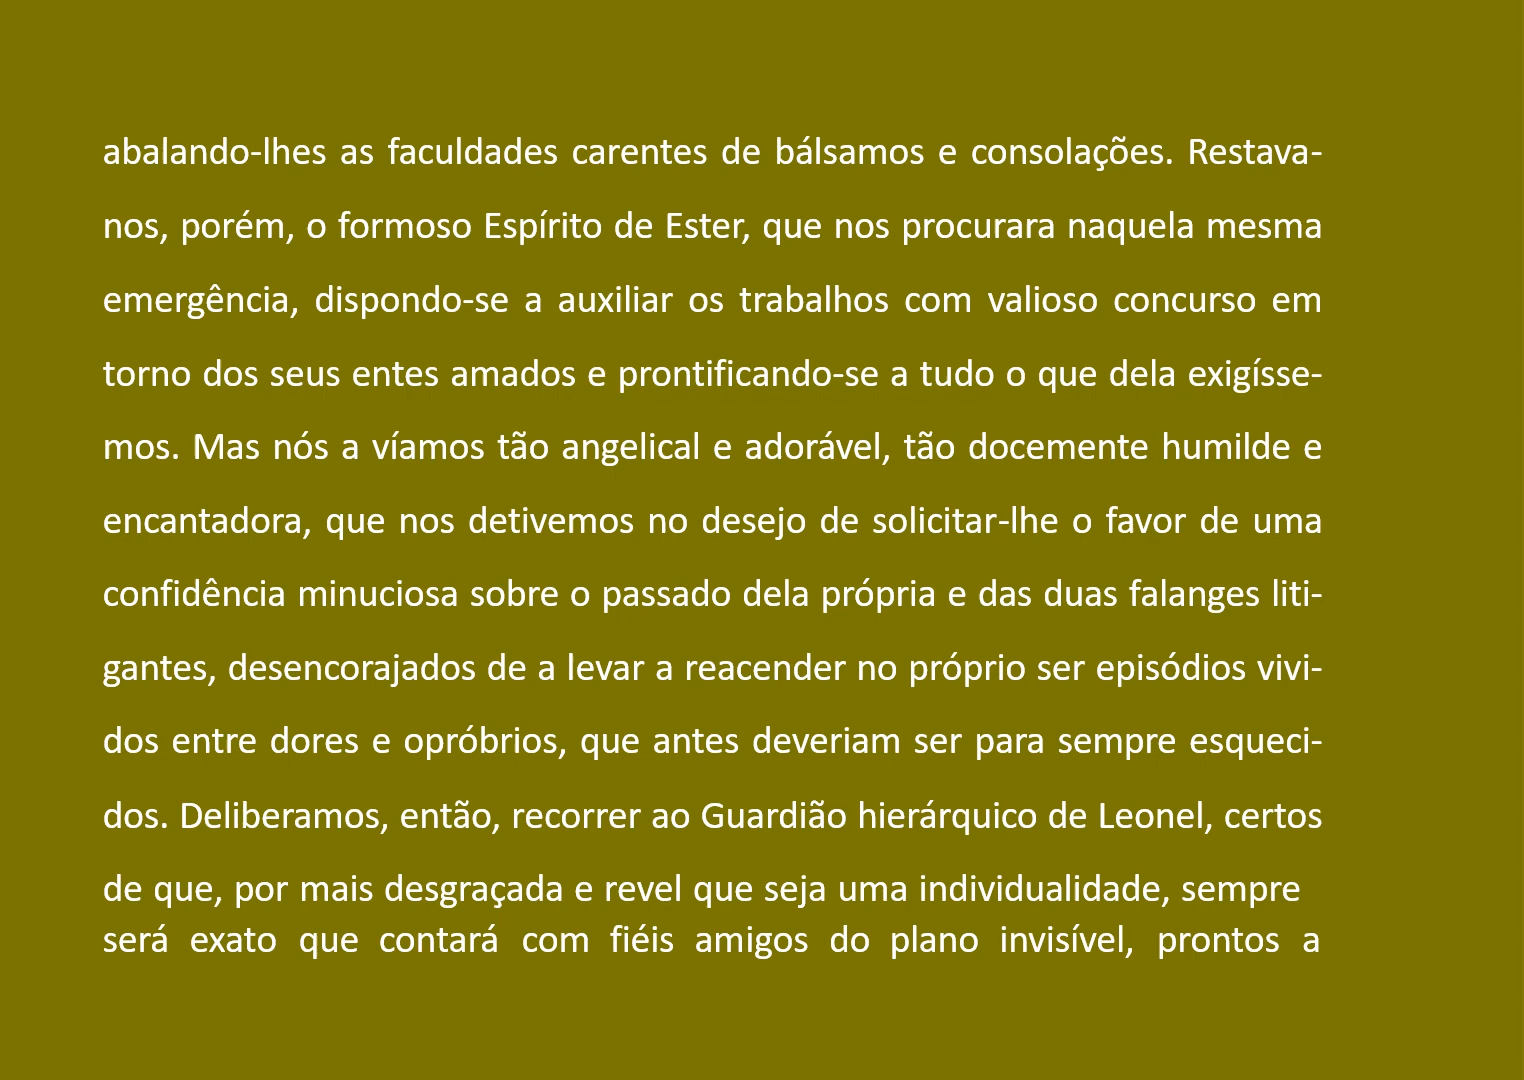 abalando-lhes as faculdades carentes de bálsamos e consolações. Restava-
nos, porém, o formoso Espírito de Ester, que nos procurara naquela mesma
emergência, dispondo-se a auxiliar os trabalhos com valioso concurso em
torno dos seus entes amados e prontificando-se a tudo o que dela exigísse-
mos. Mas nós a víamos tão angelical e adorável, tão docemente humilde e
encantadora, que nos detivemos no desejo de solicitar-lhe o favor de uma
confidência minuciosa sobre o passado dela própria e das duas falanges liti-
gantes, desencorajados de a levar a reacender no próprio ser episódios vivi-
dos entre dores e opróbrios, que antes deveriam ser para sempre esqueci-
dos. Deliberamos, então, recorrer ao Guardião hierárquico de Leonel, certos
de que, por mais desgraçada e revel que seja uma individualidade, sempre
será exato que contará com fiéis amigos do plano invisível, prontos a